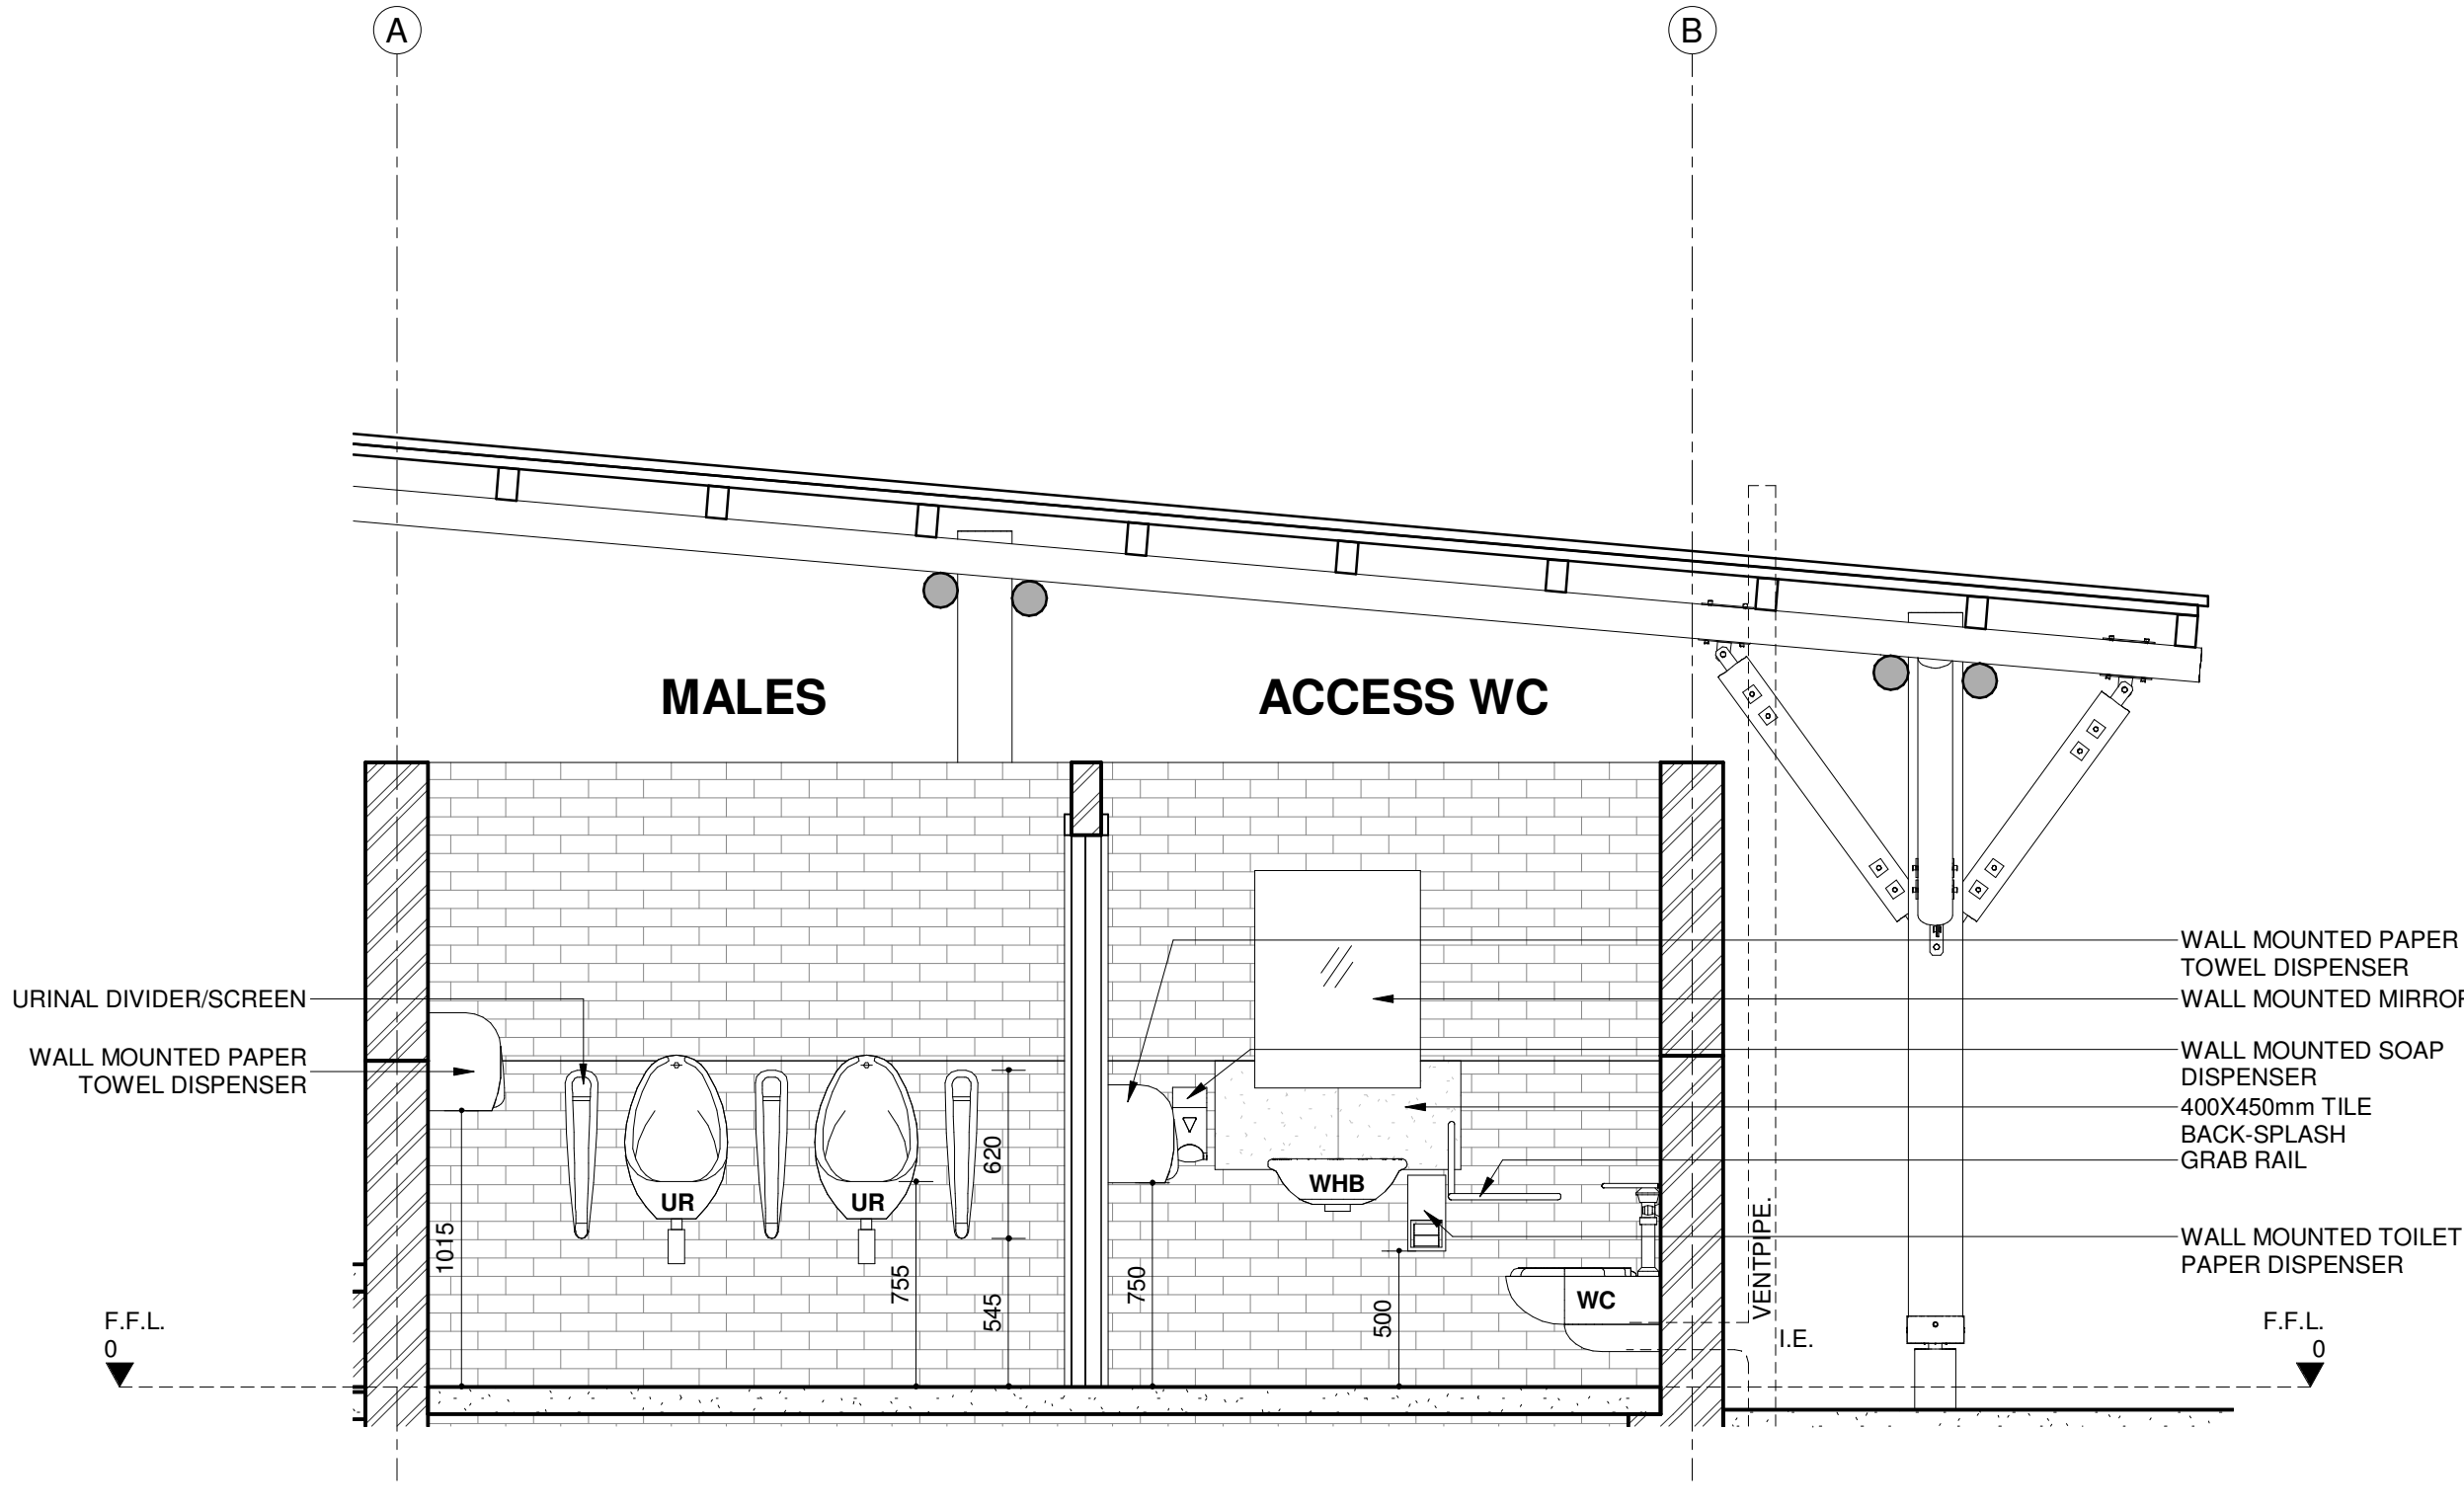 A
B
MALES
ACCESS WC
URINAL DIVIDER/SCREEN
WALL MOUNTED PAPER
TOWEL DISPENSER
WALL MOUNTED PAPER
TOWEL DISPENSER
WALL MOUNTED MIRROR
WALL MOUNTED SOAP
DISPENSER
400X450mm TILE
BACK-SPLASH
GRAB RAIL
WALL MOUNTED TOILET
PAPER DISPENSER
UR
UR
WHB
WC
1015
755
620
545
750
500
VENTPIPE.
I.E.
F.F.L.
0
F.F.L.
0